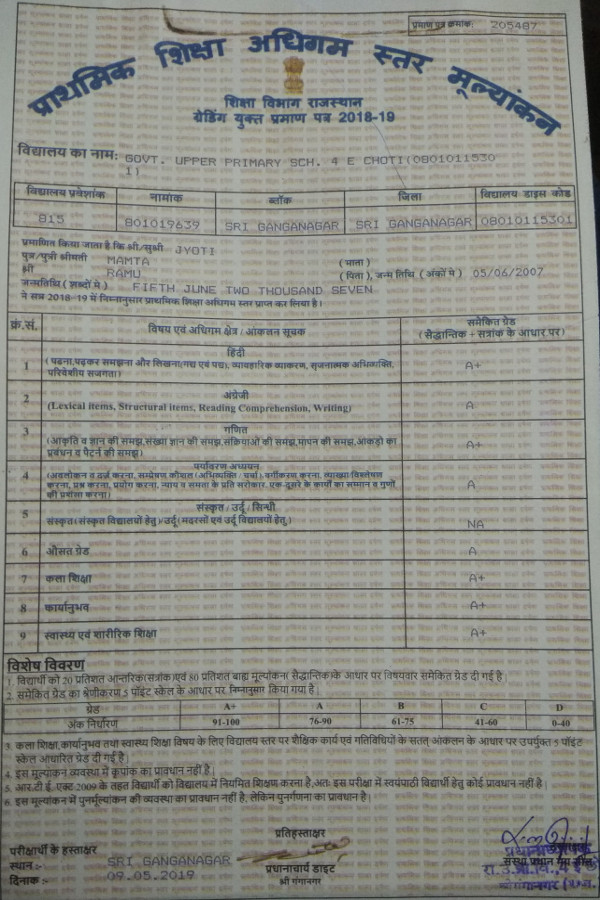 प्रमाण पत्र क्रमांक: 205487
प्राथमिक शिक्षा अधिगम स्तर मूल्यांकन
शिक्षा विभाग राजस्थान
ग्रेडिंग युक्त प्रमाण पत्र 2018-19
विद्यालय का नाम: GOVT. UPPER PRIMARY SCH. 4 E CHOTI(0801011530
1)
विद्यालय प्रवेशांक नामांक ब्लॉक जिला विद्यालय डाइस कोड
815 801019639 SRI GANGANAGAR SRI GANGANAGAR 08010115301
प्रमाणित किया जाता है कि श्री/सुश्री JYOTI
पुत्र/पुत्री श्रीमती MAMTA (माता)
श्री RAMU (पिता), जन्म तिथि (अंकों में) 05/06/2007
जन्मतिथि (शब्दों में) FIFTH JUNE TWO THOUSAND SEVEN
ने सत्र 2018-19 में निम्नानुसार प्राथमिक शिक्षा अधिगम स्तर प्राप्त कर लिया है।
क्रं.सं. विषय एवं अधिगम क्षेत्र / आंकलन सूचक समेकित ग्रेड
(सैद्धान्तिक + सत्रांक के आधार पर)
हिंदी
1 (पढना,पढ़कर समझना और लिखना(गद्य एवं पद्य), व्यावहारिक व्याकरण, सृजनात्मक अभिव्यक्ति, A+
परिवेशीय सजगता)
अंग्रेजी
2 (Lexical items, Structural items, Reading Comprehension, Writing) A
गणित
3 (आकृति व ज्ञान की समझ,संख्या ज्ञान की समझ,संक्रियाओं की समझ,मापन की समझ,आंकड़ो का A+
प्रबंधन व पैटर्न की समझ)
पर्यावरण अध्ययन
4 (अवलोकन व दर्ज करना, सम्प्रेषण कौशल(अभिव्यक्ति / चर्चा),वर्गीकरण करना, व्याख्या/विश्लेषण A
करना, प्रश्न करना, प्रयोग करना, न्याय व समता के प्रति सरोकार, एक-दूसरे के कार्यों का सम्मान व गुणों
की प्रशंसा करना)
संस्कृत / उर्दू / सिन्धी
5 संस्कृत(संस्कृत विद्यालयों हेतु)/उर्दू(मदरसों एवं उर्दू विद्यालयों हेतु.) NA
6 औसत ग्रेड A
7 कला शिक्षा A+
8 कार्यानुभव A+
9 स्वास्थ्य एवं शारीरिक शिक्षा A+
विशेष विवरण
1. विद्यार्थी को 20 प्रतिशत आन्तरिक(सत्रांक)एवं 80 प्रतिशत बाह्य मूल्यांकन( सैद्धान्तिक)के आधार पर विषयवार समेकित ग्रेड दी गई है।
2. समेकित ग्रेड का श्रेणीकरण 5 पॉइंट स्केल के आधार पर निम्नानुसार किया गया है।
ग्रेड A+ A B C D
अंक निर्धारण 91-100 76-90 61-75 41-60 0-40
3. कला शिक्षा,कार्यानुभव तथा स्वास्थ्य शिक्षा विषय के लिए विद्यालय स्तर पर शैक्षिक कार्य एवं गतिविधियों के सतत् आंकलन के आधार पर उपर्युक्त 5 पॉइंट
स्केल आधारित ग्रेड दी गई है।
4. इस मूल्यांकन व्यवस्था में कृपांक का प्रावधान नहीं है।
5. आर.टी.ई. एक्ट-2009 के तहत विद्यार्थी को विद्यालय में नियमित शिक्षण करना है,अतः इस परीक्षा में स्वयंपाठी विद्यार्थी हेतु कोई प्रावधान नहीं है।
6. इस मूल्यांकन में पुनर्मूल्यांकन की व्यवस्था का प्रावधान नहीं है, लेकिन पुनर्गणना का प्रावधान है।
प्रतिहस्ताक्षर
परीक्षार्थी के हस्ताक्षर
स्थान :- SRI GANGANAGAR
प्रधानाचार्य डाइट
संस्था प्रधान मय सील
दिनांक :- 09.05.2019
श्री गंगानगर